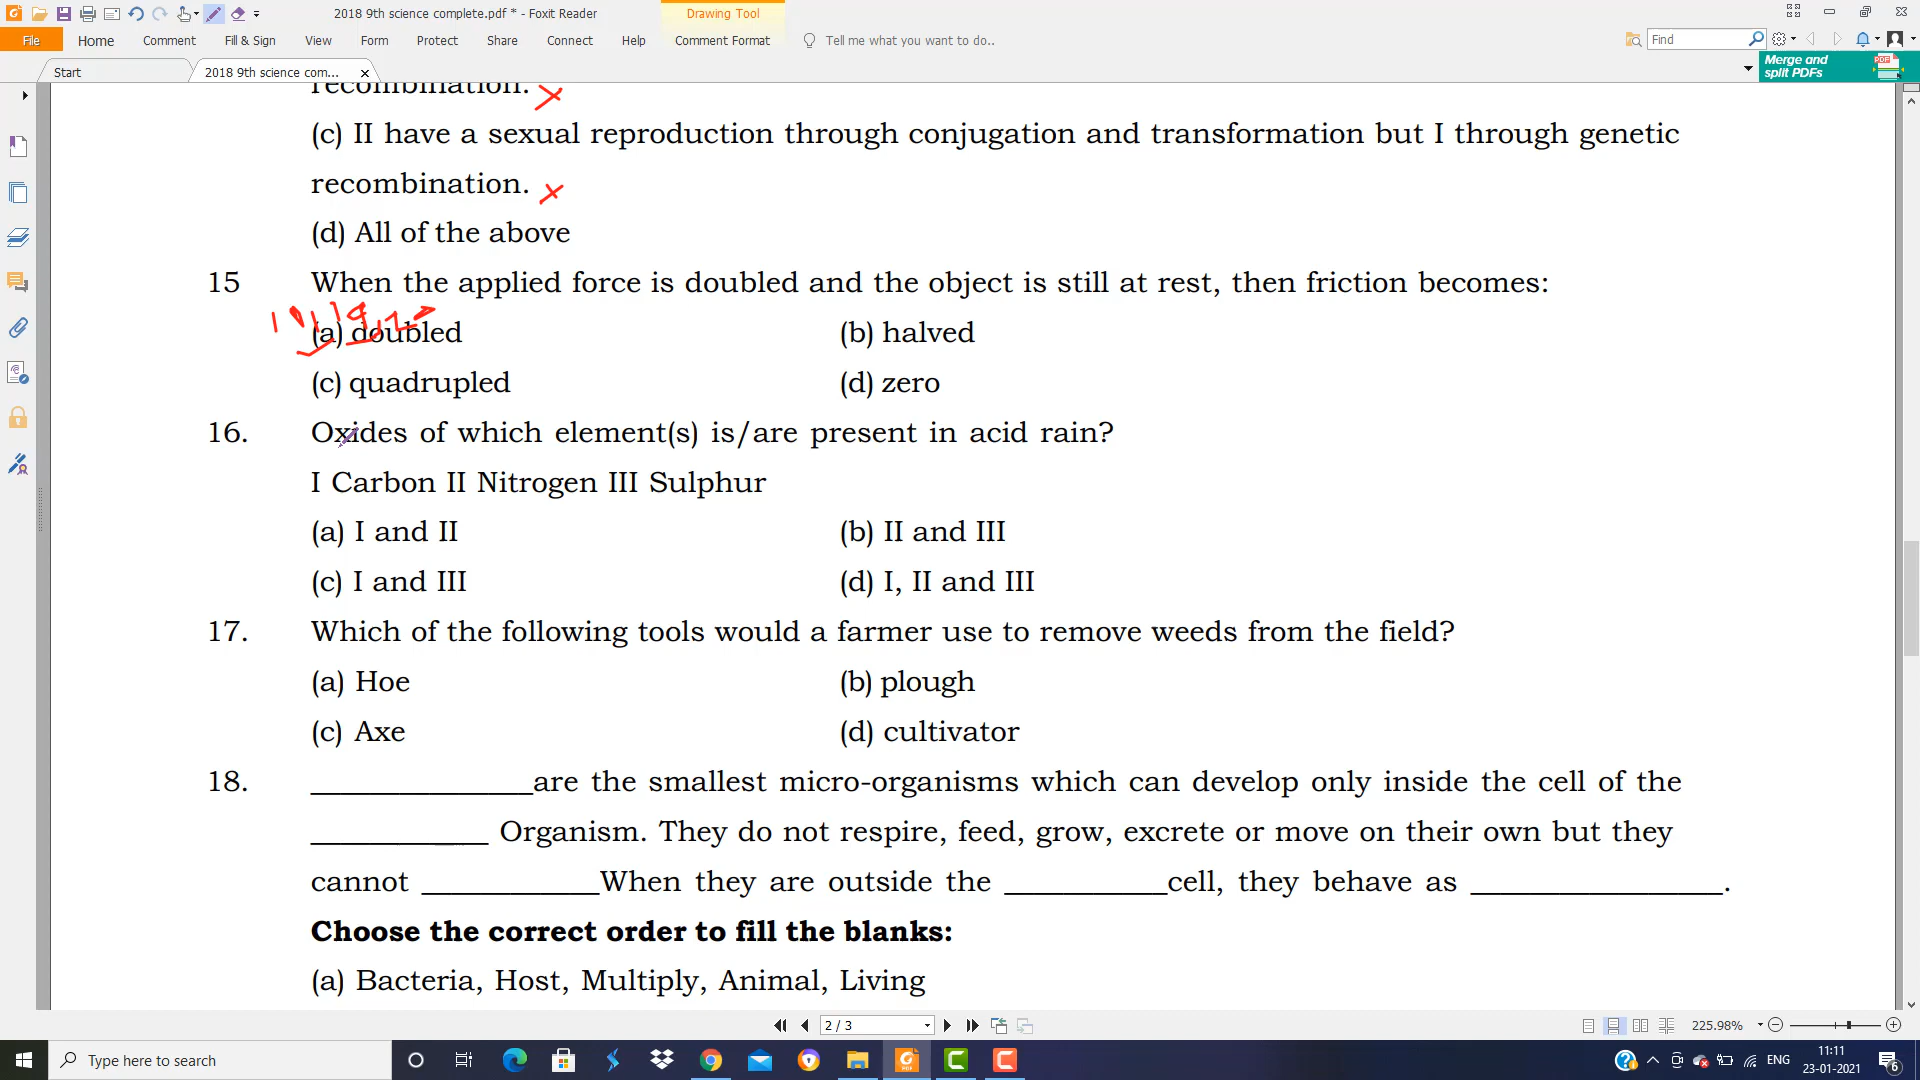 2018 9th science complete.pdf * - Foxit Reader
Drawing Tool
File Home Comment Fill & Sign View Form Protect Share Connect Help Comment Format Tell me what you want to do.. Find
Start 2018 9th science com... Merge and split PDFs
recombination.
(c) II have a sexual reproduction through conjugation and transformation but I through genetic
recombination.
(d) All of the above
15 When the applied force is doubled and the object is still at rest, then friction becomes:
(a) doubled (b) halved
(c) quadrupled (d) zero
16. Oxides of which element(s) is/are present in acid rain?
I Carbon II Nitrogen III Sulphur
(a) I and II (b) II and III
(c) I and III (d) I, II and III
17. Which of the following tools would a farmer use to remove weeds from the field?
(a) Hoe (b) plough
(c) Axe (d) cultivator
18. _______________are the smallest micro-organisms which can develop only inside the cell of the
____________ Organism. They do not respire, feed, grow, excrete or move on their own but they
cannot ____________When they are outside the ___________cell, they behave as _________________.
Choose the correct order to fill the blanks:
(a) Bacteria, Host, Multiply, Animal, Living
2 / 3 225.98%
Type here to search ENG 11:11
23-01-2021 6